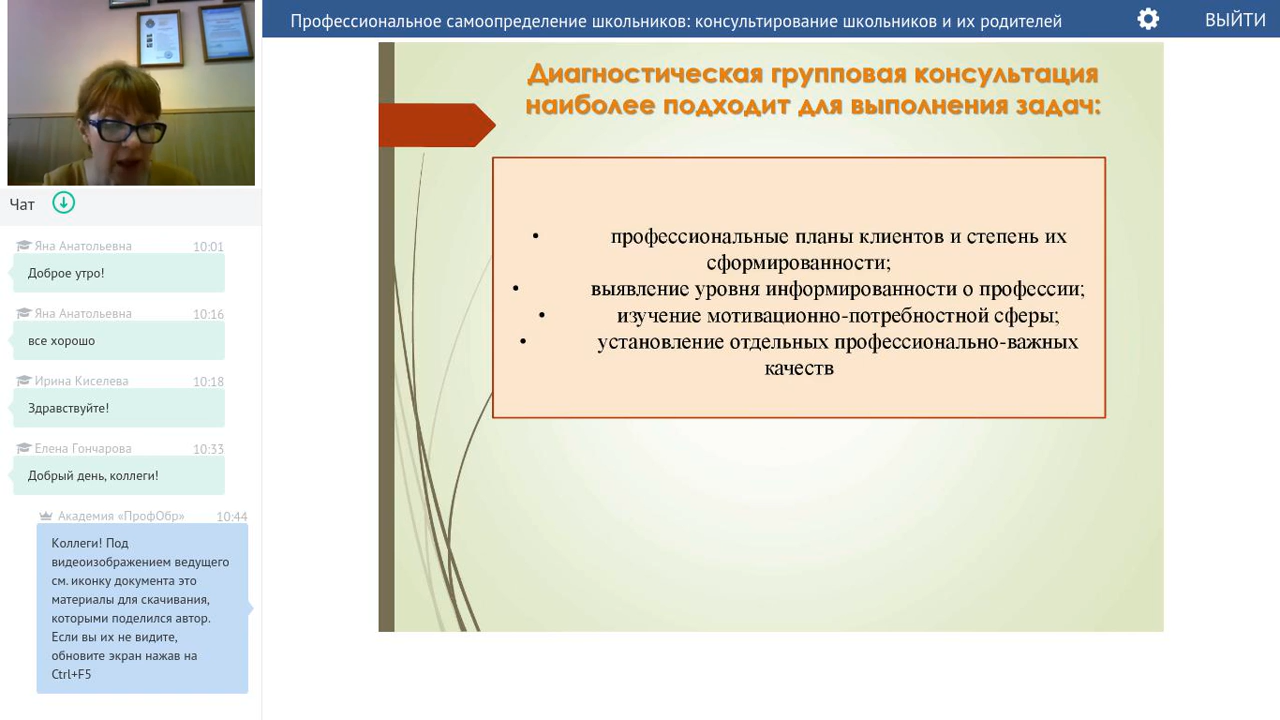 Профессиональное самоопределение школьников: консультирование школьников и их родителей
ВЫЙТИ
Чат
Яна Анатольевна 10:01
Доброе утро!
Яна Анатольевна 10:16
все хорошо
Ирина Киселева 10:18
Здравствуйте!
Елена Гончарова 10:33
Добрый день, коллеги!
Академия «ПрофОбр» 10:44
Коллеги! Под
видеоизображением ведущего
см. иконку документа это
материалы для скачивания,
которыми поделился автор.
Если вы их не видите,
обновите экран нажав на
Ctrl+F5
Диагностическая групповая консультация
наиболее подходит для выполнения задач:
• профессиональные планы клиентов и степень их
сформированности;
• выявление уровня информированности о профессии;
• изучение мотивационно-потребностной сферы;
• установление отдельных профессионально-важных
качеств